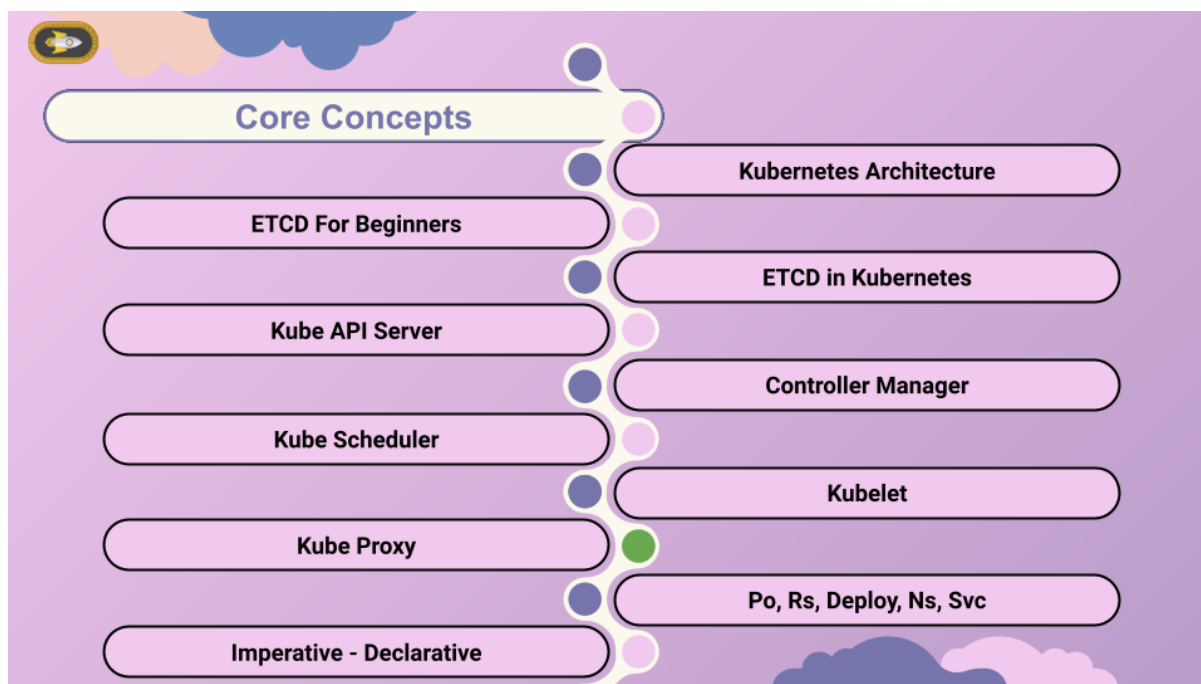 Core Concepts
Kubernetes Architecture
ETCD For Beginners
ETCD in Kubernetes
Kube API Server
Controller Manager
Kube Scheduler
Kubelet
Kube Proxy
Po, Rs, Deploy, Ns, Svc
Imperative - Declarative